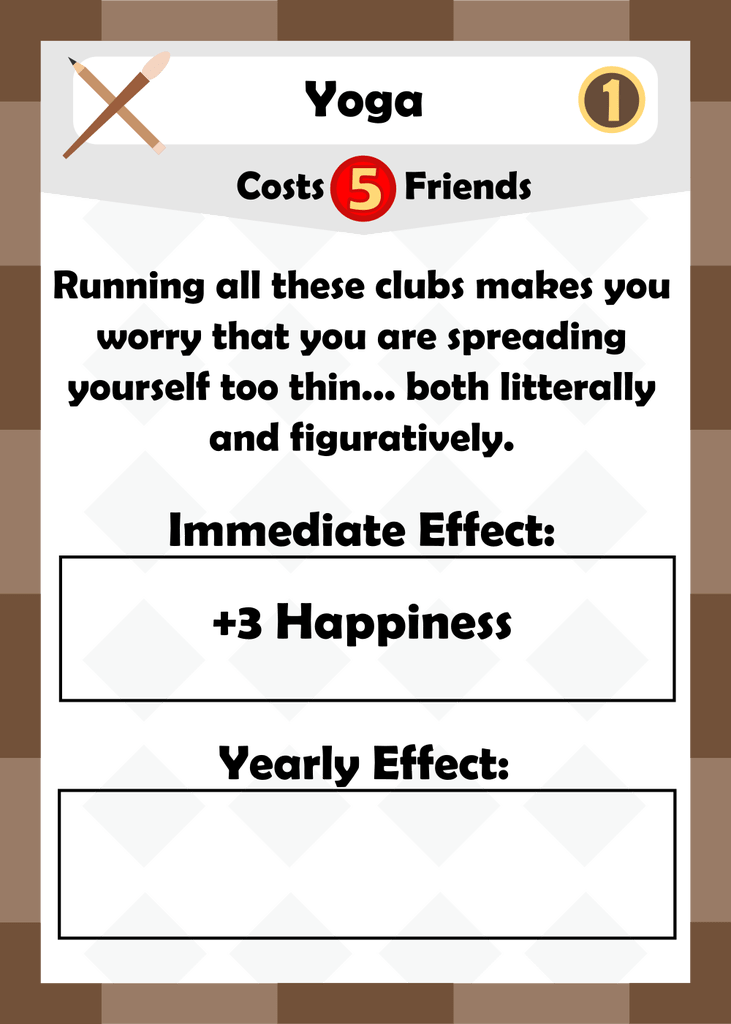 Yoga 1
Costs 5 Friends
Running all these clubs makes you
worry that you are spreading
yourself too thin... both litterally
and figuratively.
Immediate Effect:
+3 Happiness
Yearly Effect: